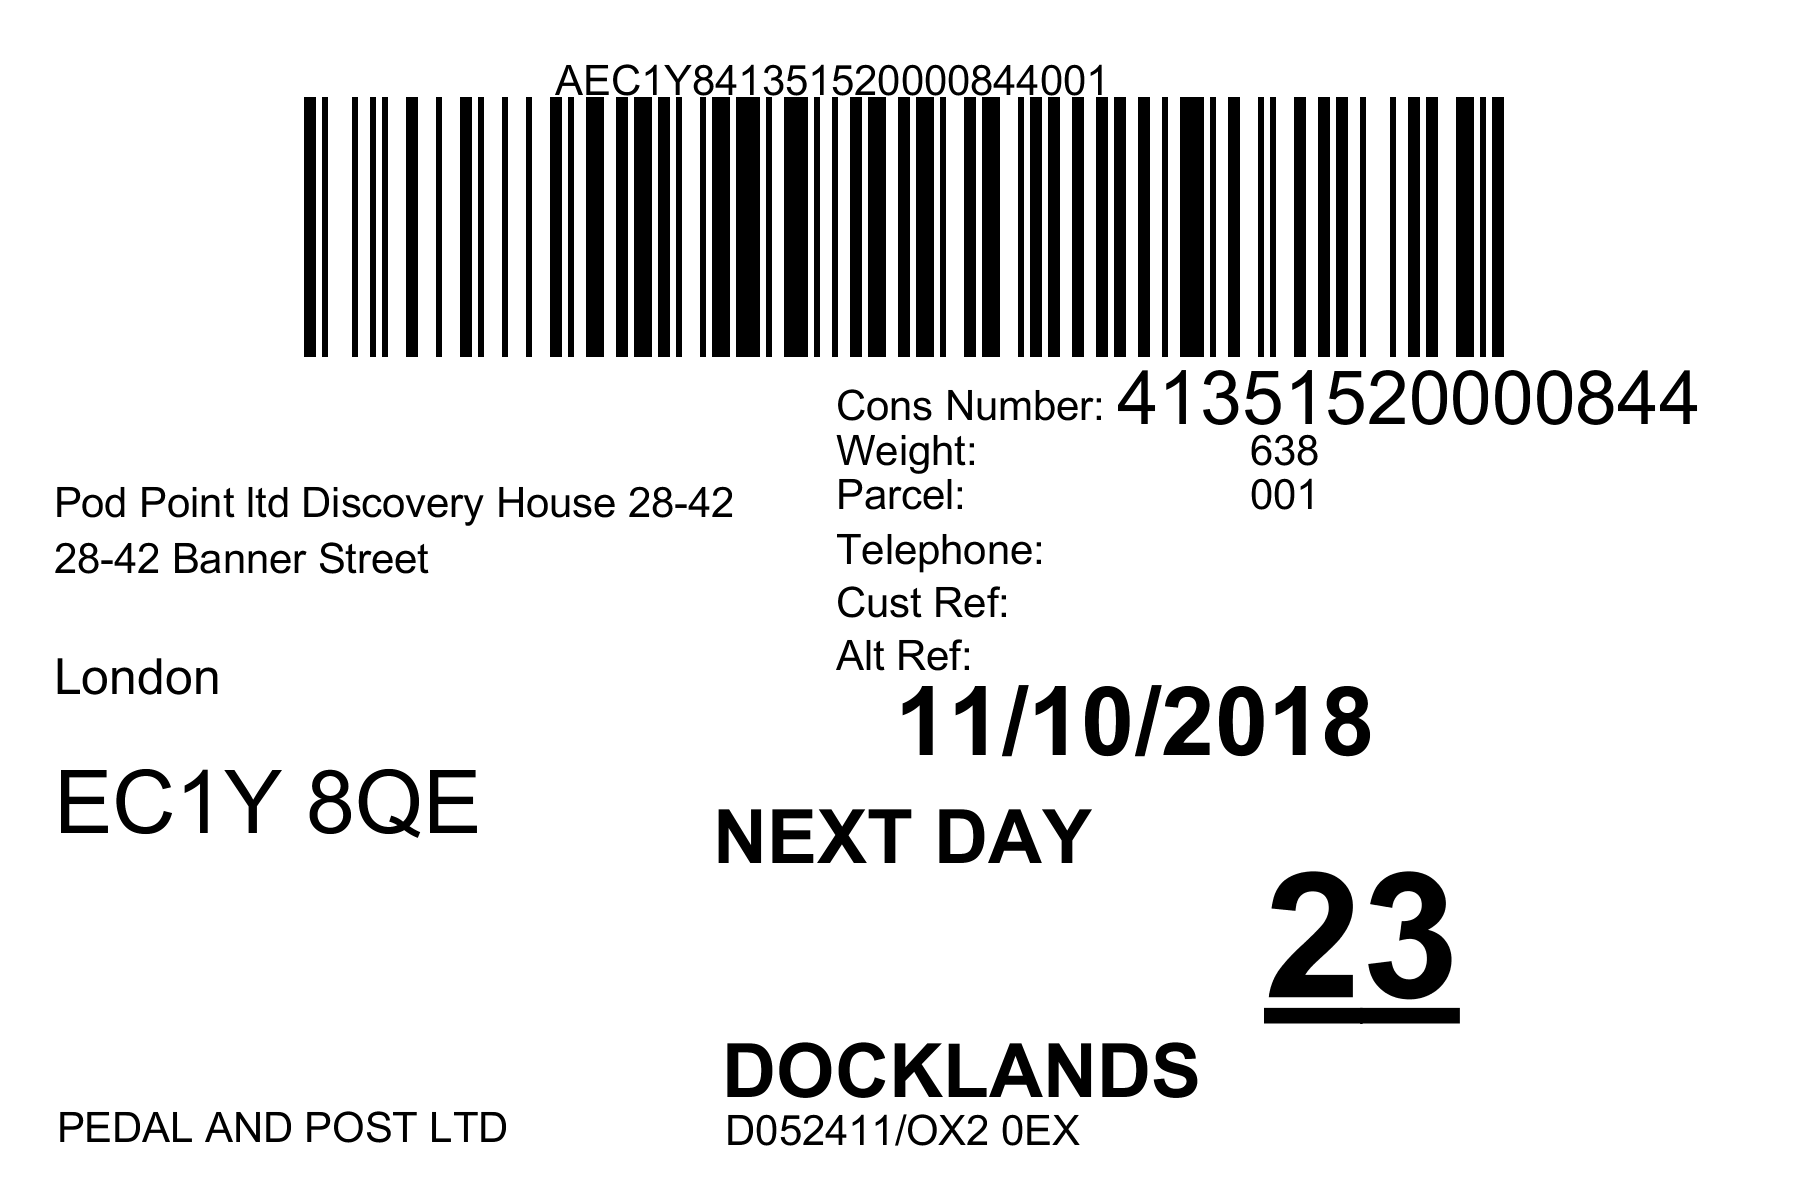 AEC1Y841351520000844001
Cons Number: 41351520000844
Weight: 638
Parcel: 001
Telephone:
Cust Ref:
Alt Ref:
Pod Point ltd Discovery House 28-42
28-42 Banner Street
London
EC1Y 8QE
11/10/2018
NEXT DAY
23
DOCKLANDS
PEDAL AND POST LTD
D052411/OX2 0EX